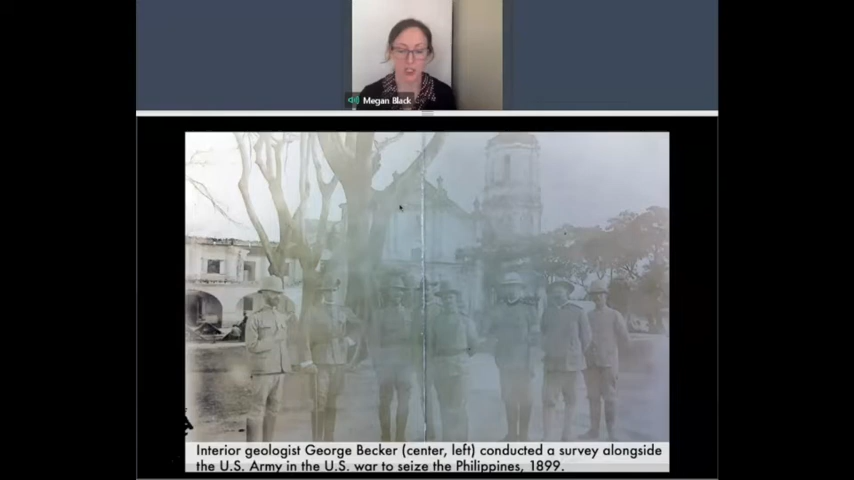 Megan Black
Interior geologist George Becker (center, left) conducted a survey alongside
the U.S. Army in the U.S. war to seize the Philippines, 1899.